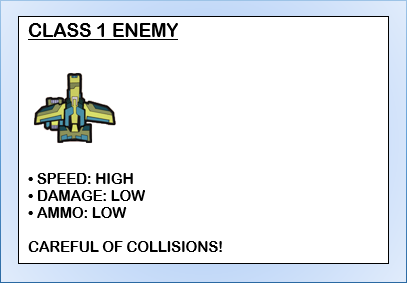 CLASS 1 ENEMY
• SPEED: HIGH
• DAMAGE: LOW
• AMMO: LOW
CAREFUL OF COLLISIONS!